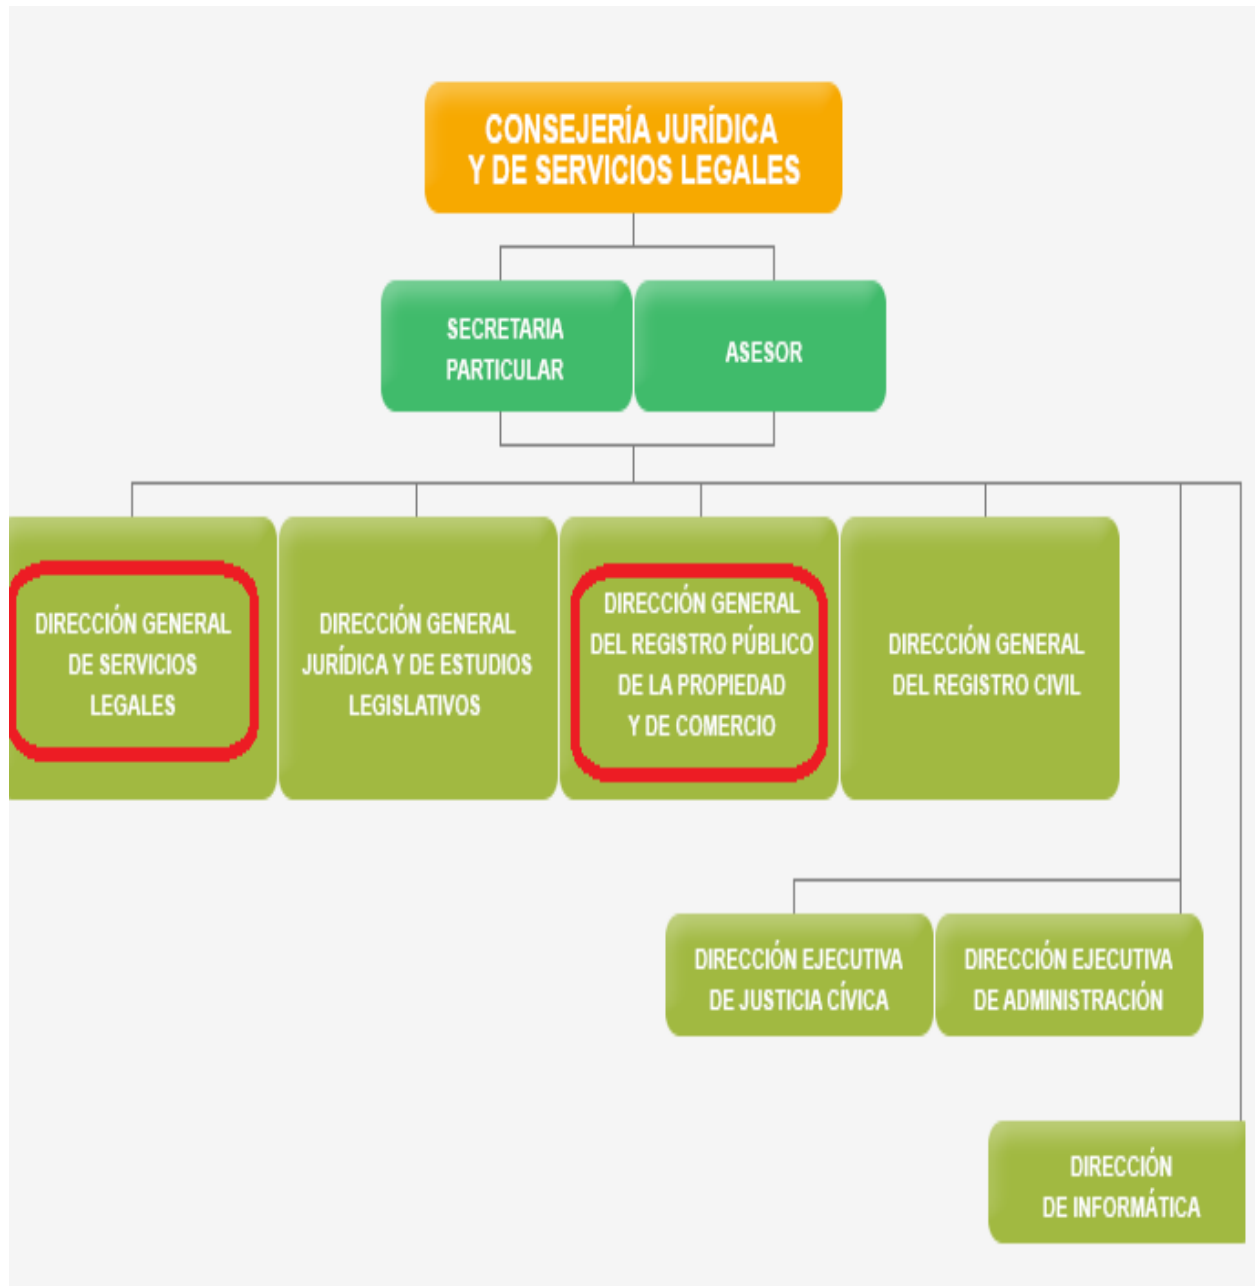 CONSEJERÍA JURÍDICA
Y DE SERVICIOS LEGALES
SECRETARIA
PARTICULAR
ASESOR
DIRECCIÓN GENERAL
DE SERVICIOS
LEGALES
DIRECCIÓN GENERAL
JURÍDICA Y DE ESTUDIOS
LEGISLATIVOS
DIRECCIÓN GENERAL
DEL REGISTRO PÚBLICO
DE LA PROPIEDAD
Y DE COMERCIO
DIRECCIÓN GENERAL
DEL REGISTRO CIVIL
DIRECCIÓN EJECUTIVA
DE JUSTICIA CÍVICA
DIRECCIÓN EJECUTIVA
DE ADMINISTRACIÓN
DIRECCIÓN
DE INFORMÁTICA